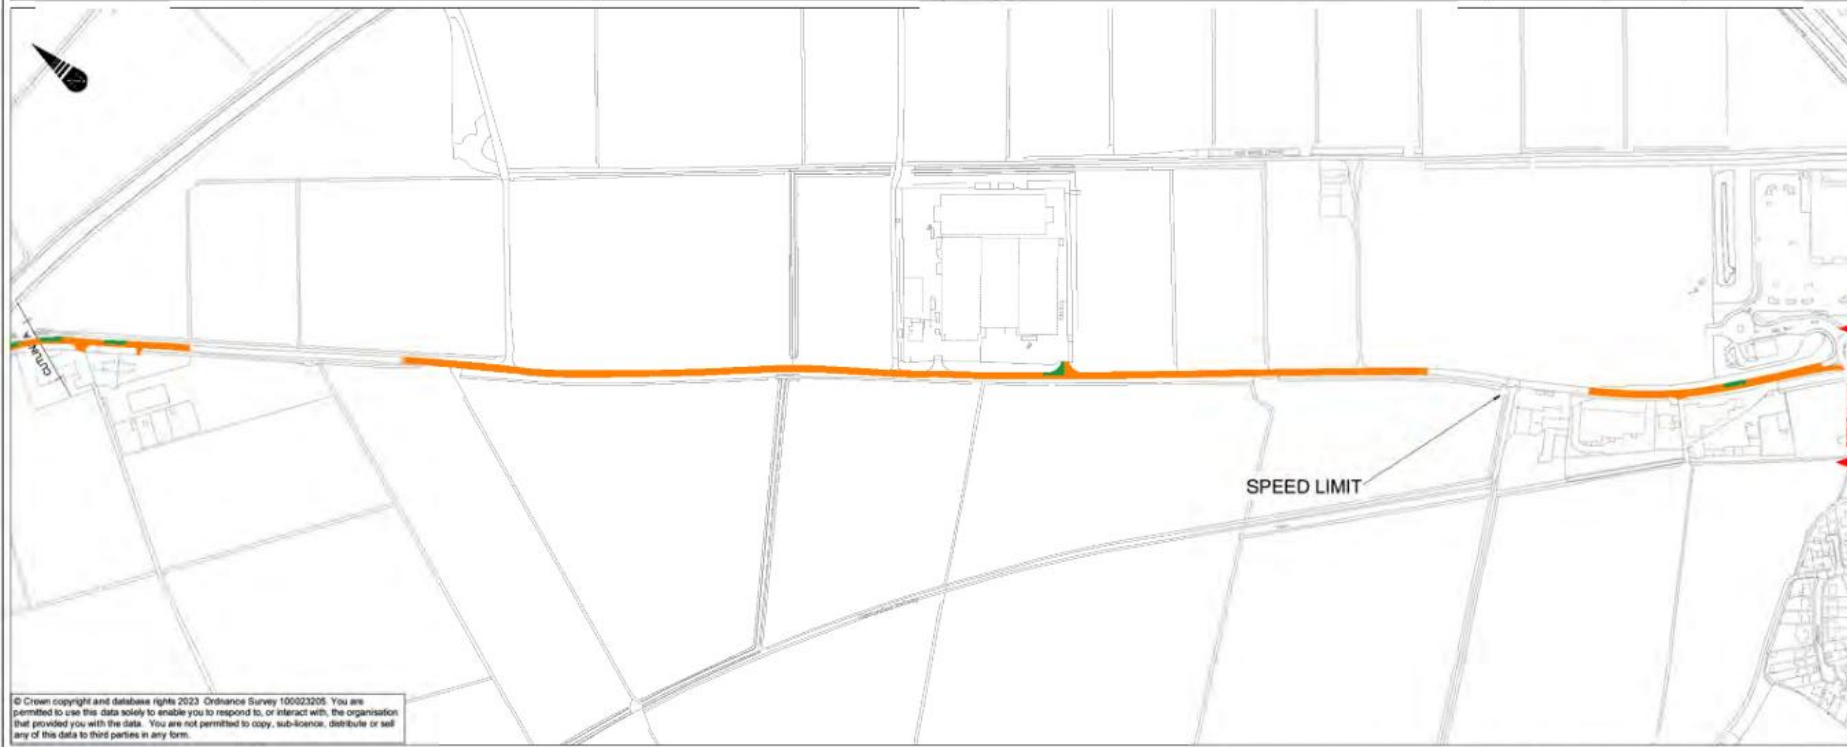 CUTLIN
SPEED LIMIT
© Crown copyright and database rights 2023 Ordnance Survey 100023205. You are
permitted to use this data solely to enable you to respond to, or interact with, the organisation
that provided you with the data. You are not permitted to copy, sub-licence, distribute or sell
any of this data to third parties in any form.